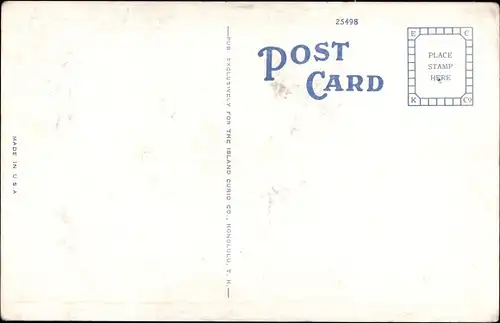 25498
POST
CARD
E C
PLACE
STAMP
HERE
K Co
—PUB. EXCLUSIVELY FOR THE ISLAND CURIO CO., HONOLULU, T. H.—
MADE IN U.S.A